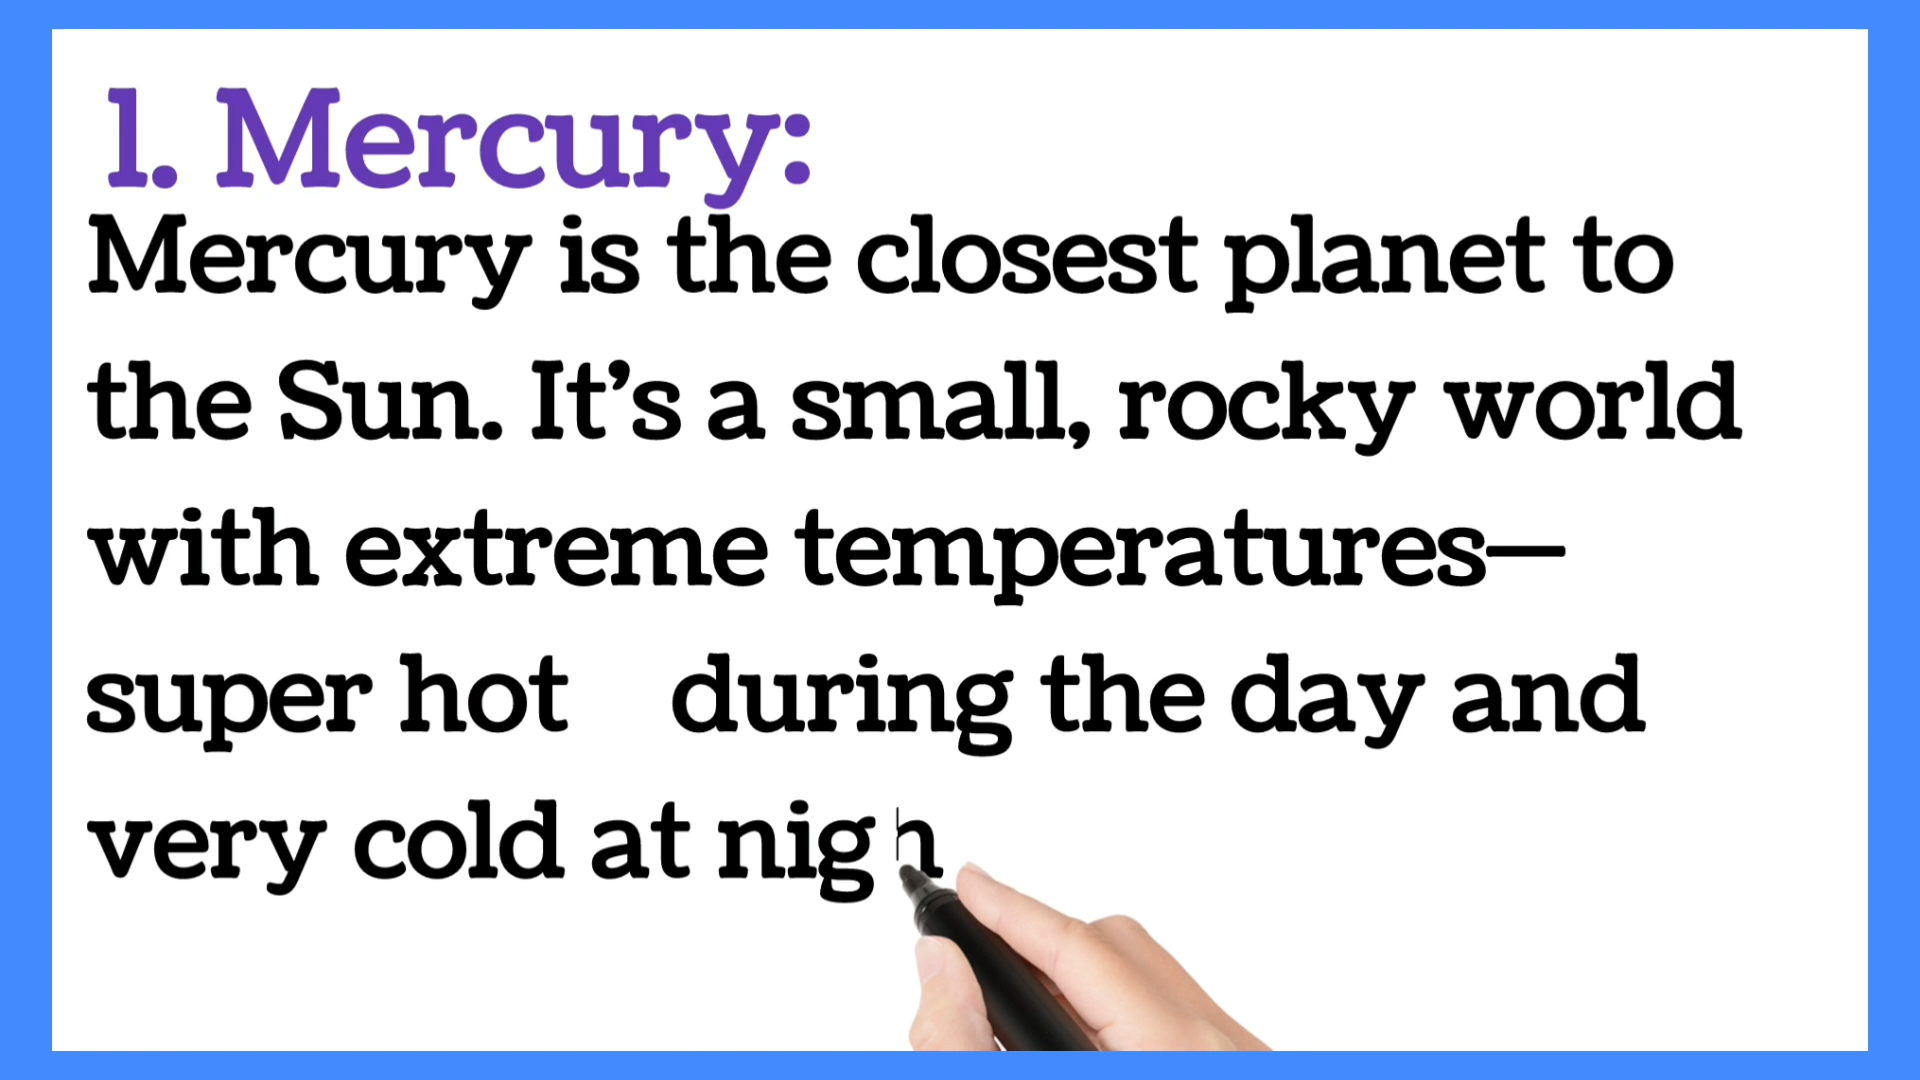 1. Mercury:
Mercury is the closest planet to
the Sun. It’s a small, rocky world
with extreme temperatures—
super hot during the day and
very cold at nigh